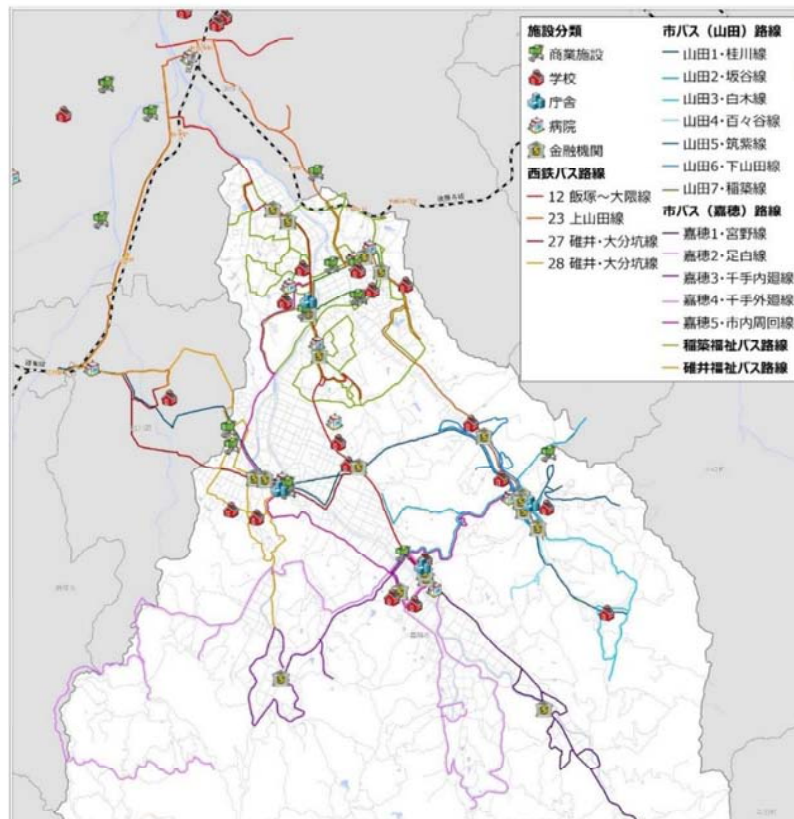 施設分類
商業施設
学校
庁舎
病院
金融機関
西鉄バス路線
12 飯塚～大隈線
23 上山田線
27 碓井・大分坑線
28 碓井・大分坑線
市バス（山田）路線
山田1・桂川線
山田2・坂谷線
山田3・白木線
山田4・百々谷線
山田5・筑紫線
山田6・下山田線
山田7・稲築線
市バス（嘉穂）路線
嘉穂1・宮野線
嘉穂2・足白線
嘉穂3・千手内廻線
嘉穂4・千手外廻線
嘉穂5・市内周回線
稲築福祉バス路線
碓井福祉バス路線